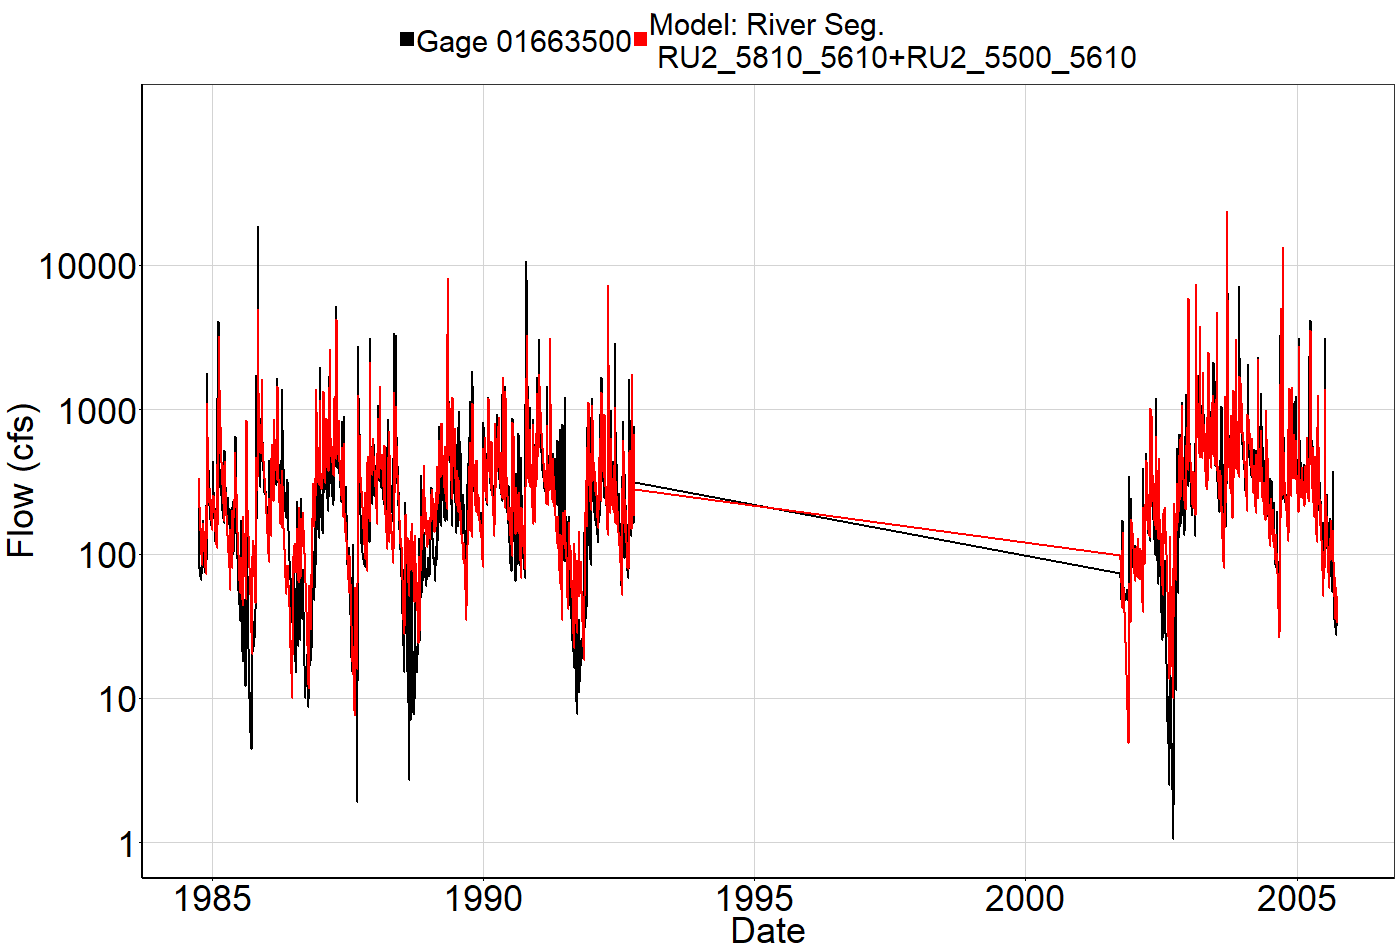 Gage 01663500
Model: River Seg.
RU2_5810_5610+RU2_5500_5610
10000
1000
100
10
1
Flow (cfs)
1985 1990 1995 2000 2005
Date